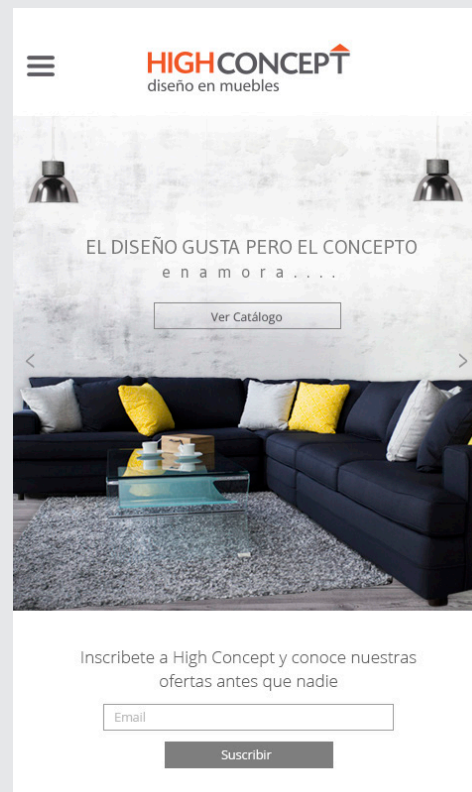 HIGHCONCEPT
diseño en muebles
EL DISEÑO GUSTA PERO EL CONCEPTO
enamora....
Ver Catálogo
Inscribete a High Concept y conoce nuestras
ofertas antes que nadie
Email
Suscribir